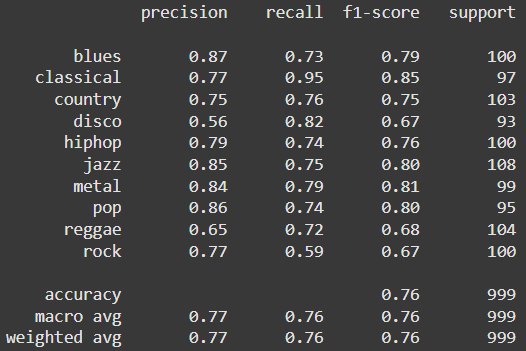 precision recall f1-score support
blues 0.87 0.73 0.79 100
classical 0.77 0.95 0.85 97
country 0.75 0.76 0.75 103
disco 0.56 0.82 0.67 93
hiphop 0.79 0.74 0.76 100
jazz 0.85 0.75 0.80 108
metal 0.84 0.79 0.81 99
pop 0.86 0.74 0.80 95
reggae 0.65 0.72 0.68 104
rock 0.77 0.59 0.67 100
accuracy 0.76 999
macro avg 0.77 0.76 0.76 999
weighted avg 0.77 0.76 0.76 999